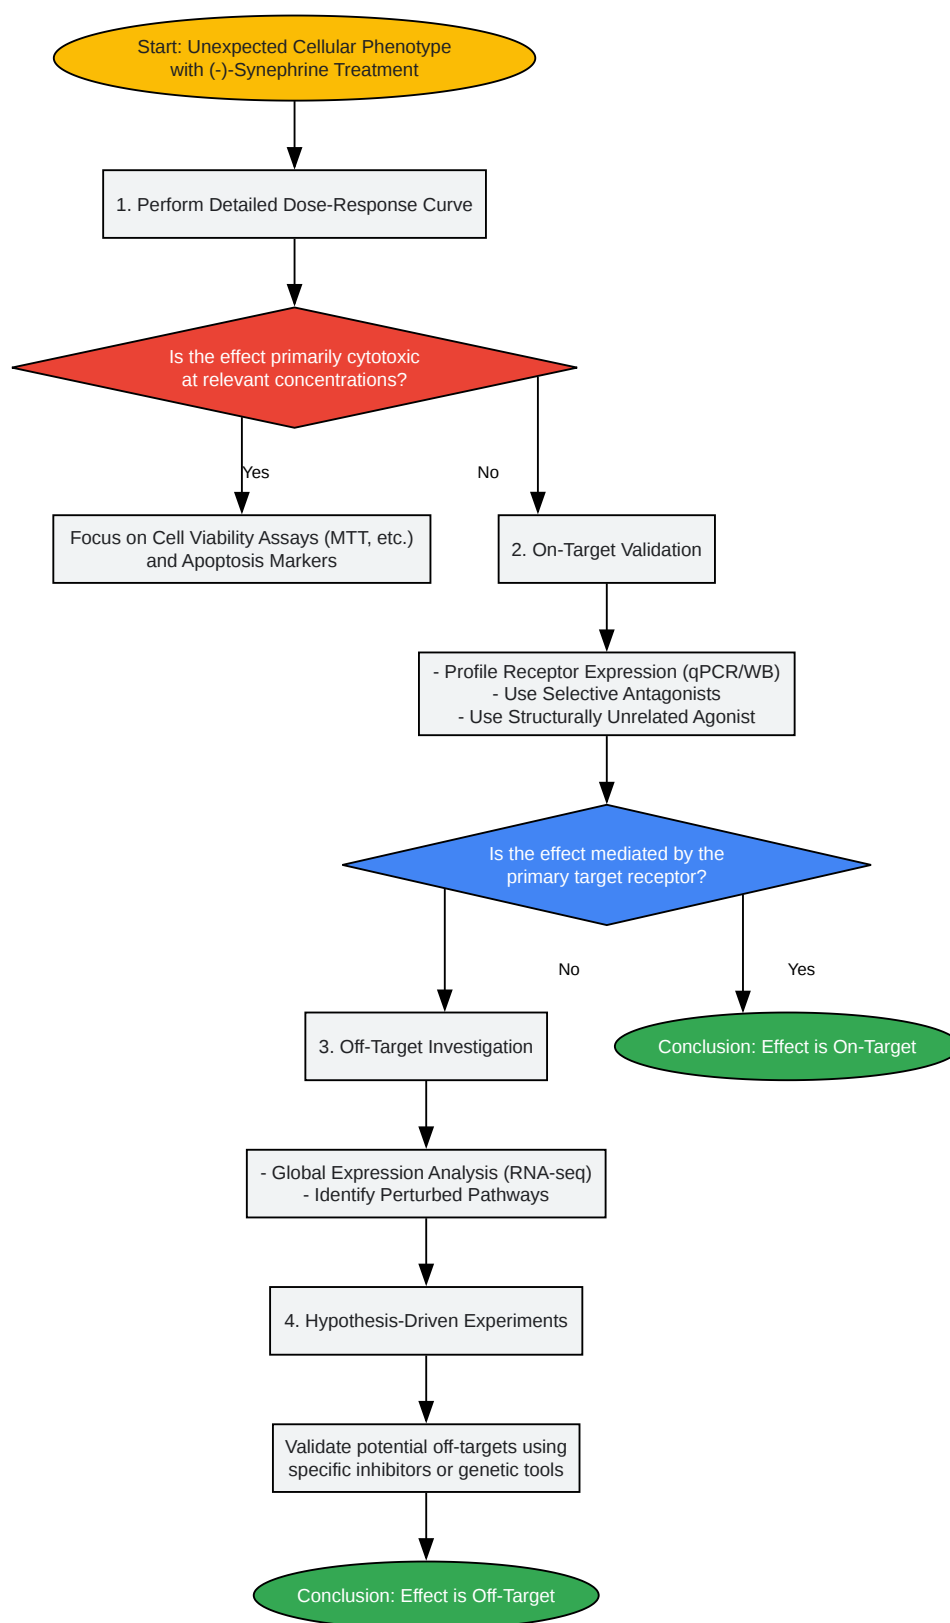 Start: Unexpected Cellular Phenotype
with (-)-Synephrine Treatment
1. Perform Detailed Dose-Response Curve
Is the effect primarily cytotoxic
at relevant concentrations?
Yes
No
Focus on Cell Viability Assays (MTT, etc.)
and Apoptosis Markers
2. On-Target Validation
- Profile Receptor Expression (qPCR/WB)
- Use Selective Antagonists
- Use Structurally Unrelated Agonist
Is the effect mediated by the
primary target receptor?
No
Yes
3. Off-Target Investigation
Conclusion: Effect is On-Target
- Global Expression Analysis (RNA-seq)
- Identify Perturbed Pathways
4. Hypothesis-Driven Experiments
Validate potential off-targets using
specific inhibitors or genetic tools
Conclusion: Effect is Off-Target